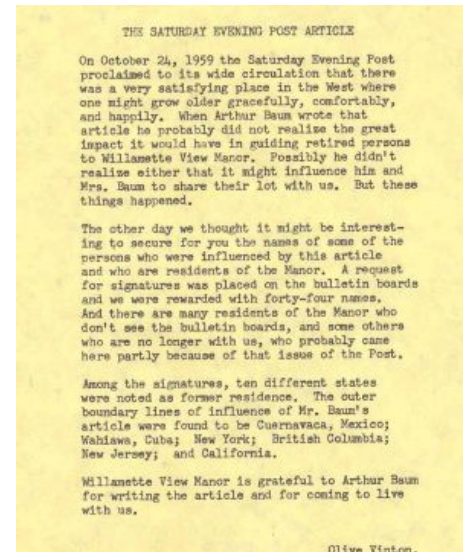 THE SATURDAY EVENING POST ARTICLE
On October 24, 1959 the Saturday Evening Post
proclaimed to its wide circulation that there
was a very satisfying place in the West where
one might grow older gracefully, comfortably,
and happily. When Arthur Baum wrote that
article he probably did not realize the great
impact it would have in guiding retired persons
to Willamette View Manor. Possibly he didn't
realize either that it might influence him and
Mrs. Baum to share their lot with us. But these
things happened.
The other day we thought it might be interest-
ing to secure for you the names of some of the
persons who were influenced by this article
and who are residents of the Manor. A request
for signatures was placed on the bulletin boards
and we were rewarded with forty-four names.
And there are many residents of the Manor who
don't see the bulletin boards, and some others
who are no longer with us, who probably came
here partly because of that issue of the Post.
Among the signatures, ten different states
were noted as former residence. The outer
boundary lines of influence of Mr. Baum's
article were found to be Cuernavaca, Mexico;
Wahiawa, Cuba; New York; British Columbia;
New Jersey; and California.
Willamette View Manor is grateful to Arthur Baum
for writing the article and for coming to live
with us.
Olive Vinton.